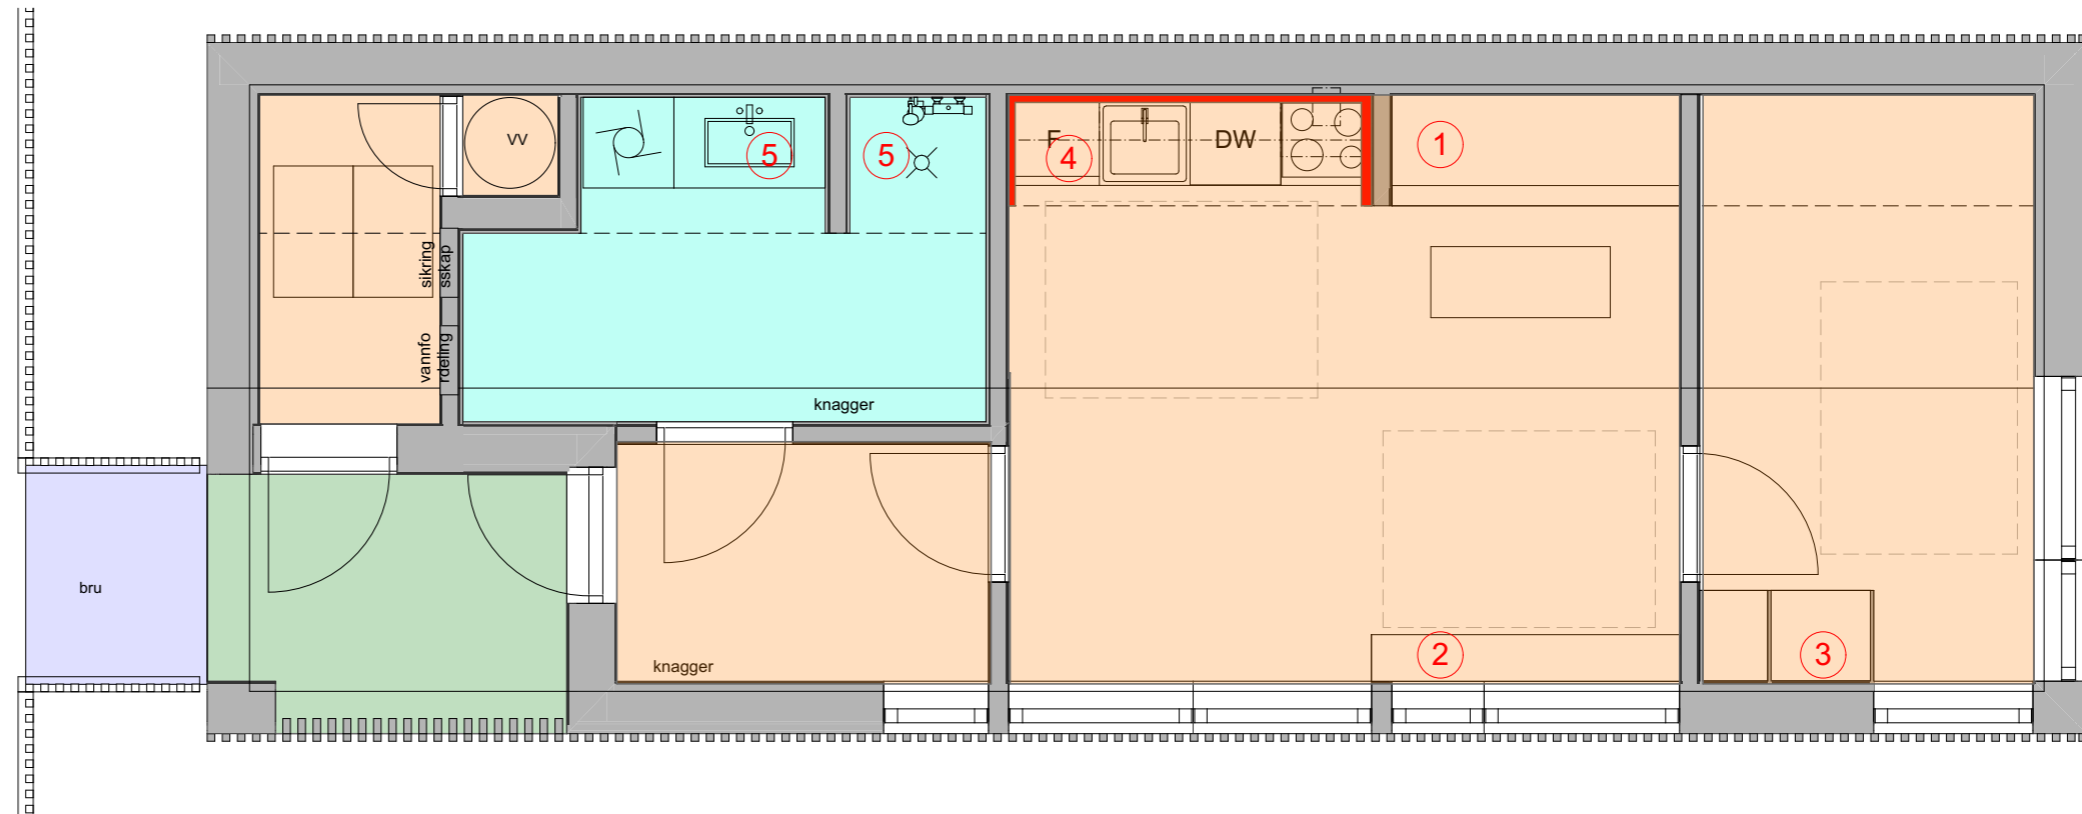 VV
5
5
F
4
DW
1
sikring
sskap
vannfo
rdeling
knagger
bru
knagger
2
3